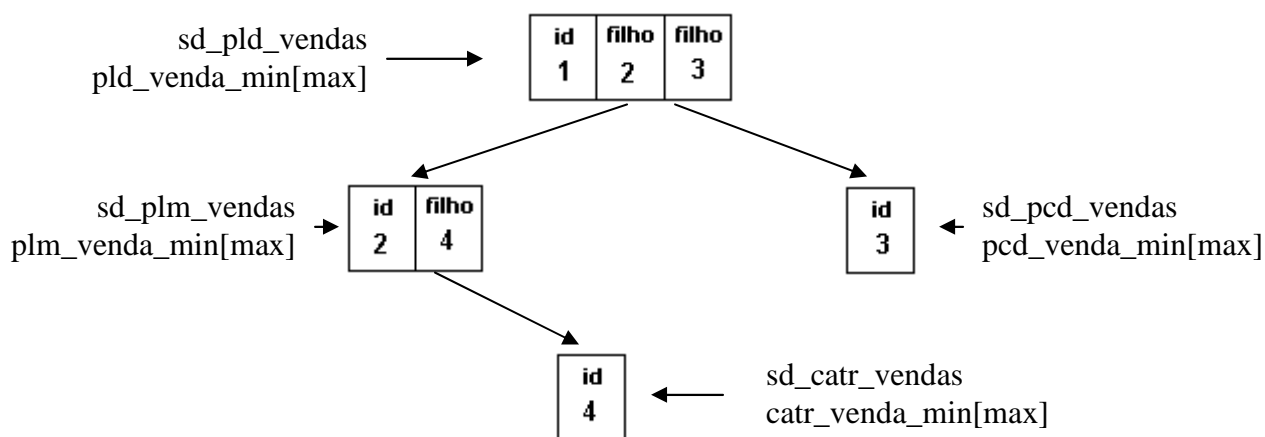 sd_pld_vendas
pld_venda_min[max]
id filho filho
1 2 3
sd_plm_vendas
plm_venda_min[max]
id filho
2 4
id
3
sd_pcd_vendas
pcd_venda_min[max]
id
4
sd_catr_vendas
catr_venda_min[max]